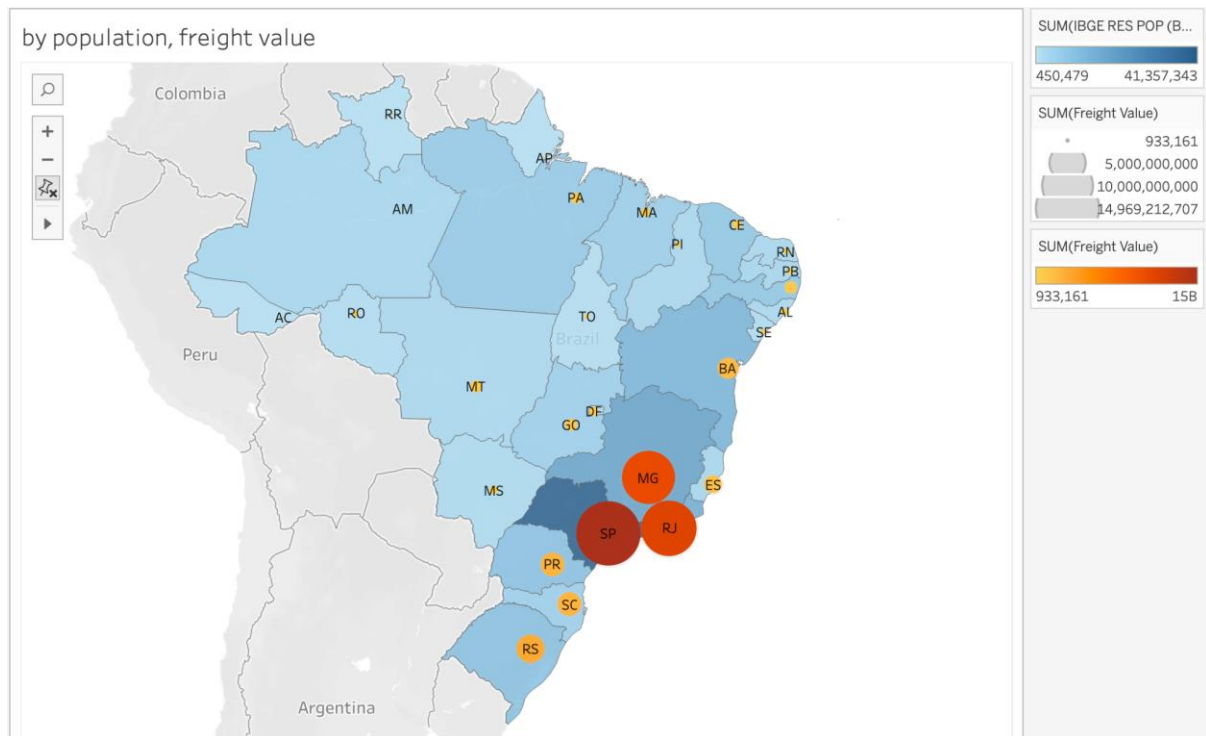 by population, freight value
Colombia
RR
AP
AM
PA
MA
CE
PI
RN
PB
AL
SE
AC
RO
TO
Brazil
Peru
BA
MT
DF
GO
MG
ES
MS
SP
RJ
PR
SC
RS
Argentina
SUM(IBGE RES POP (B...
450,479 41,357,343
SUM(Freight Value)
933,161
5,000,000,000
10,000,000,000
14,969,212,707
SUM(Freight Value)
933,161 15B